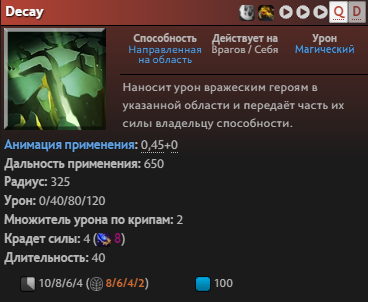 Decay
Q D
Способность Действует на Урон
Направленная Врагов / Себя Магический
на область
Наносит урон вражеским героям в
указанной области и передаёт часть их
силы владельцу способности.
Анимация применения: 0,45+0
Дальность применения: 650
Радиус: 325
Урон: 0/40/80/120
Множитель урона по крипам: 2
Крадет силы: 4 (8)
Длительность: 40
10/8/6/4 (8/6/4/2) 100